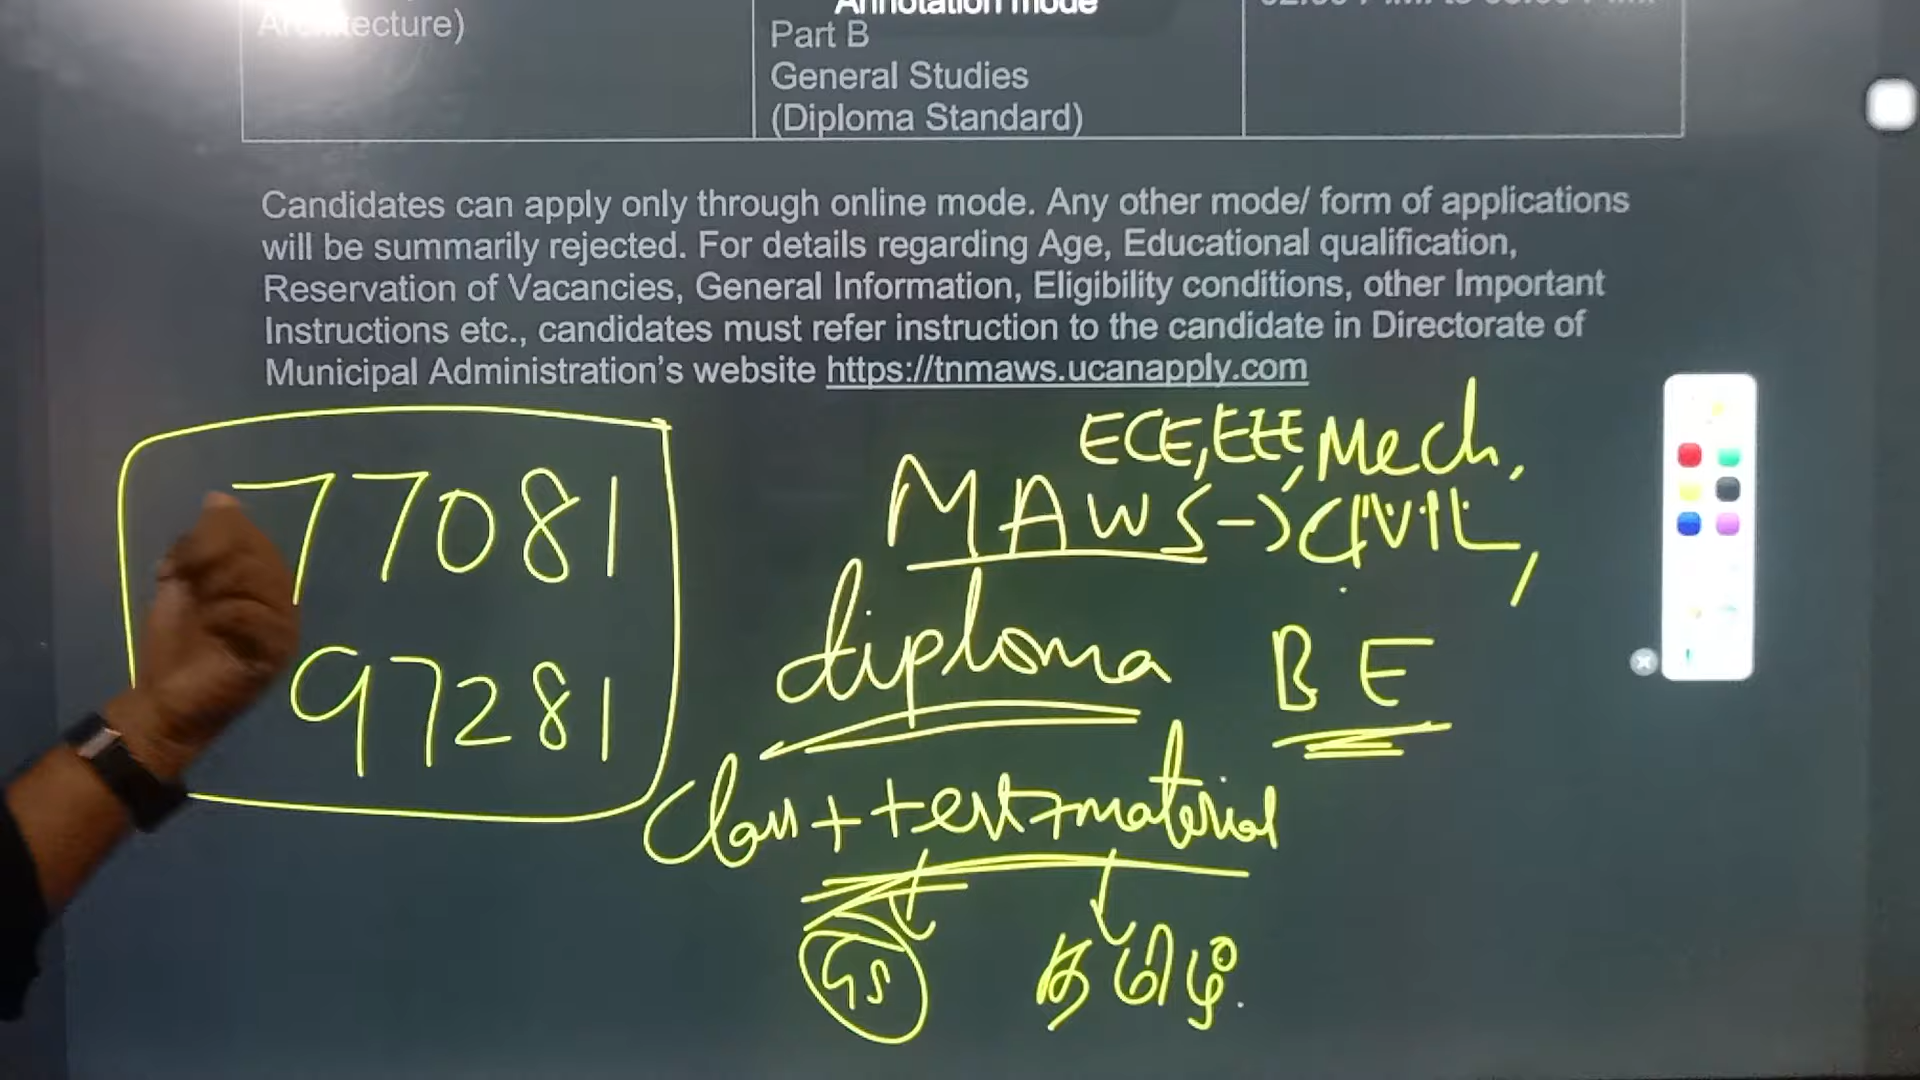 Annotation mode
Architecture)
Part B
General Studies
(Diploma Standard)
Candidates can apply only through online mode. Any other mode/ form of applications
will be summarily rejected. For details regarding Age, Educational qualification,
Reservation of Vacancies, General Information, Eligibility conditions, other Important
Instructions etc., candidates must refer instruction to the candidate in Directorate of
Municipal Administration's website https://tnmaws.ucanapply.com
77081
97281
ECE, EEE, Mech,
MAWS → CIVIL,
diploma BE
Class + test + material
GS தமிழ்.